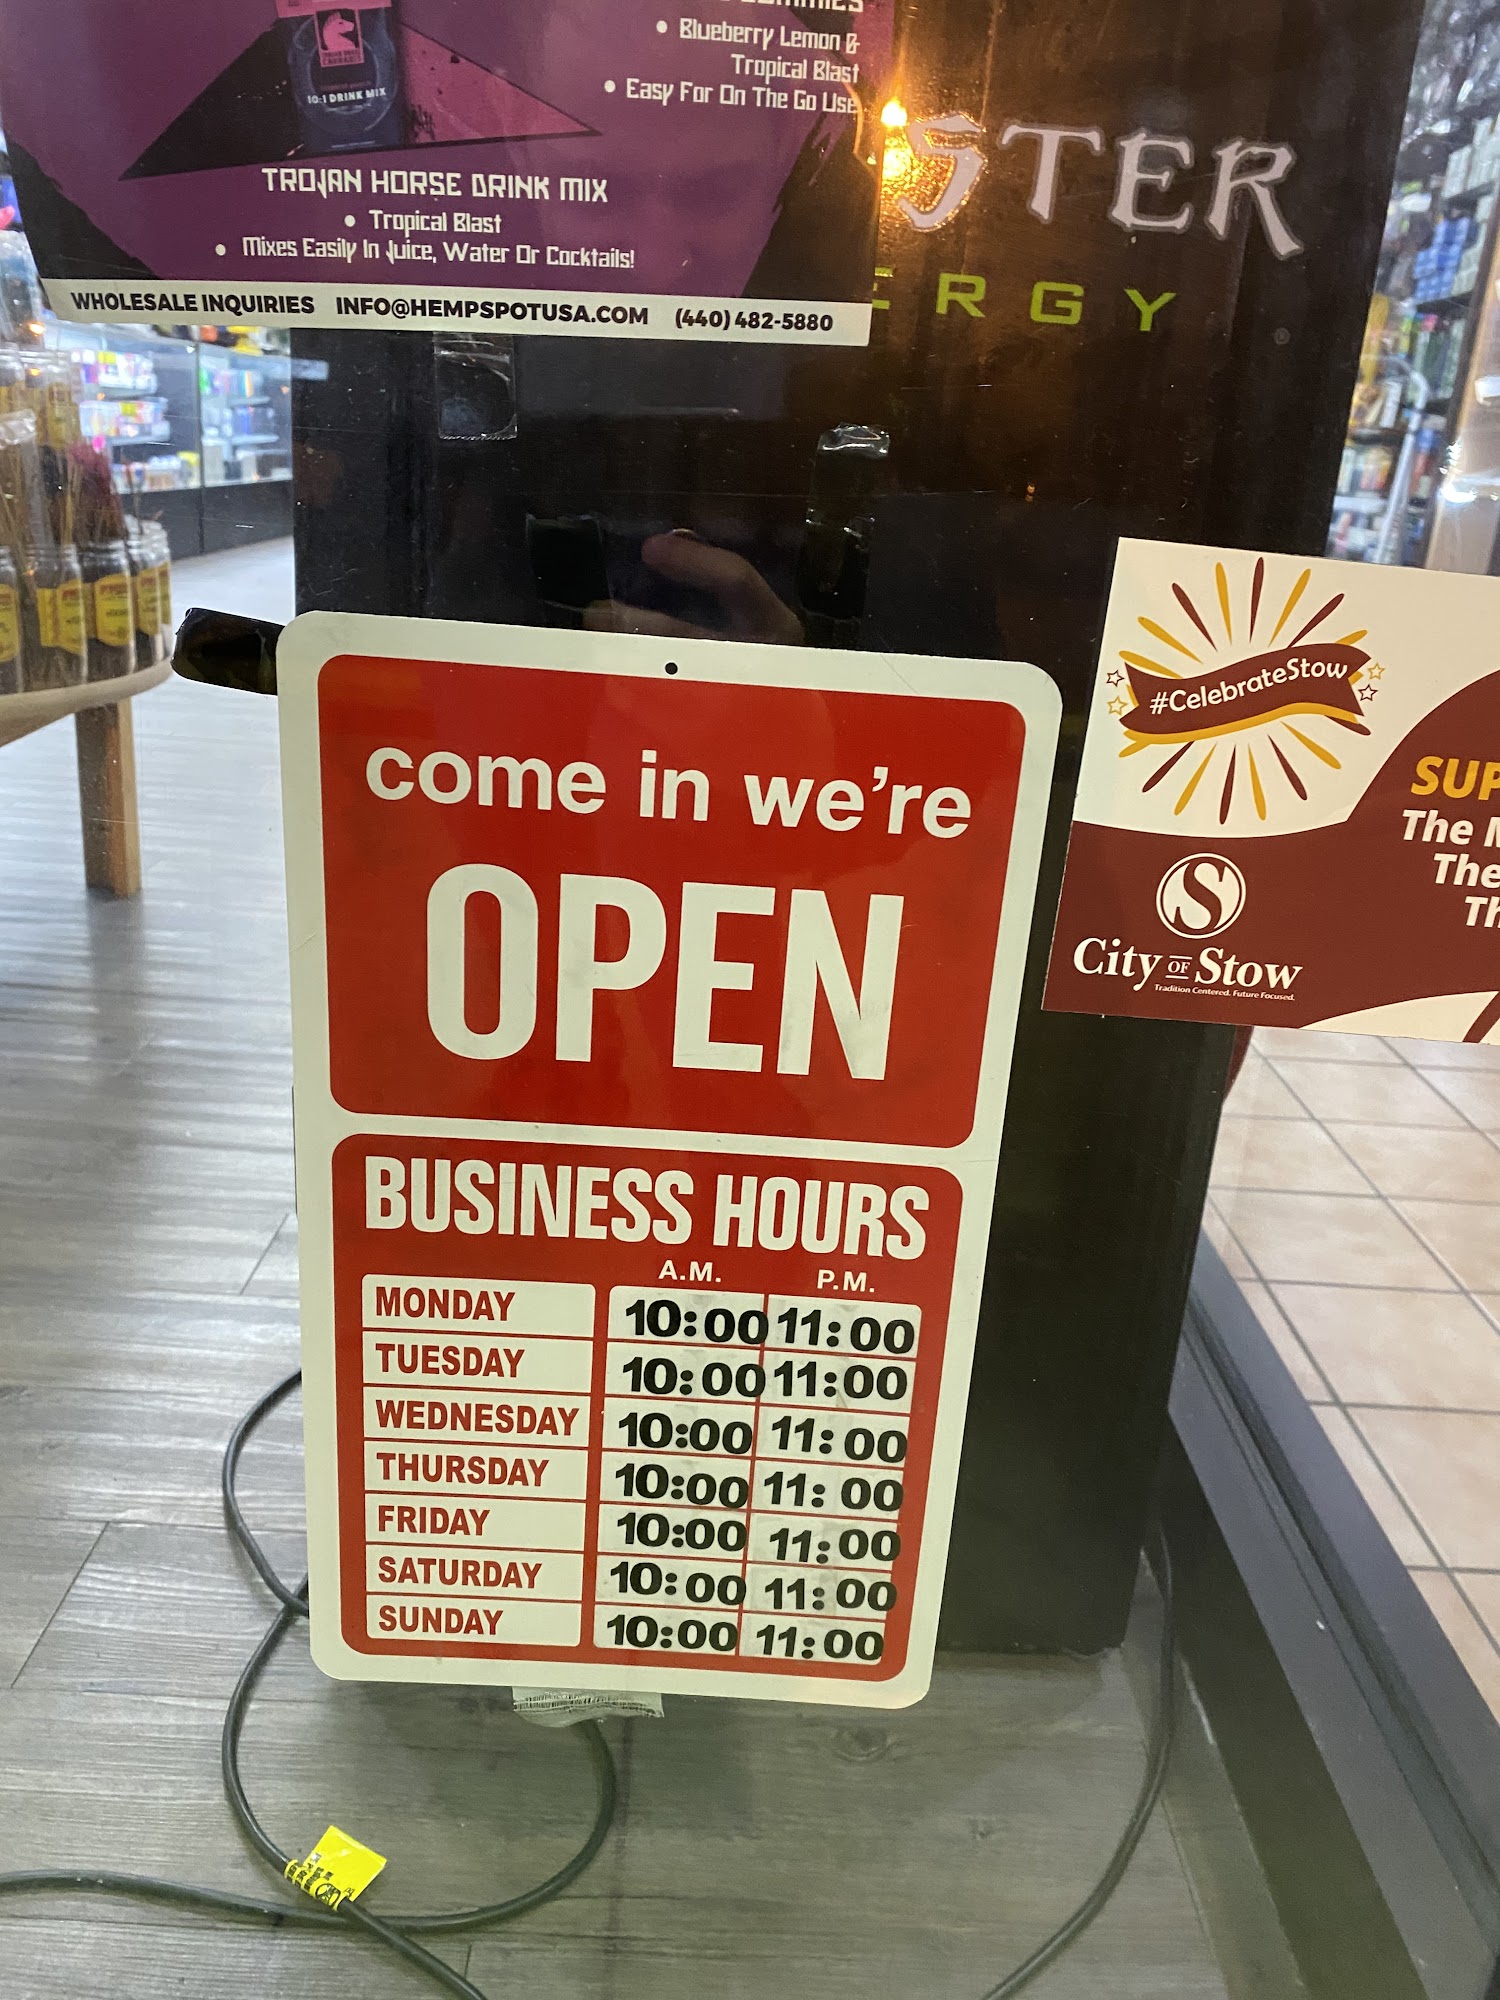 • Blueberry Lemon &
Tropical Blast
• Easy For On The Go Use
10:1 DRINK MIX
TROJAN HORSE DRINK MIX
• Tropical Blast
• Mixes Easily In Juice, Water Or Cocktails!
WHOLESALE INQUIRIES INFO@HEMPSPOTUSA.COM (440) 482-5880
STER
ERGY
#CelebrateStow
SUP
The
The
Th
S
City OF Stow
Tradition Centered. Future Focused.
come in we're
OPEN
BUSINESS HOURS
A.M. P.M.
MONDAY 10:00 11:00
TUESDAY 10:00 11:00
WEDNESDAY 10:00 11:00
THURSDAY 10:00 11:00
FRIDAY 10:00 11:00
SATURDAY 10:00 11:00
SUNDAY 10:00 11:00